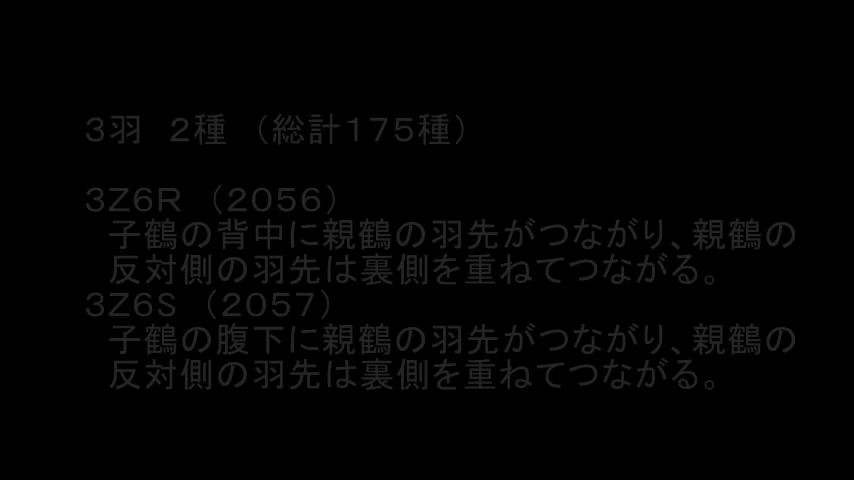 ３羽　２種　（総計１７５種）
３Ｚ６Ｒ　（２０５６）
子鶴の背中に親鶴の羽先がつながり、親鶴の
反対側の羽先は裏側を重ねてつながる。
３Ｚ６Ｓ　（２０５７）
子鶴の腹下に親鶴の羽先がつながり、親鶴の
反対側の羽先は裏側を重ねてつながる。